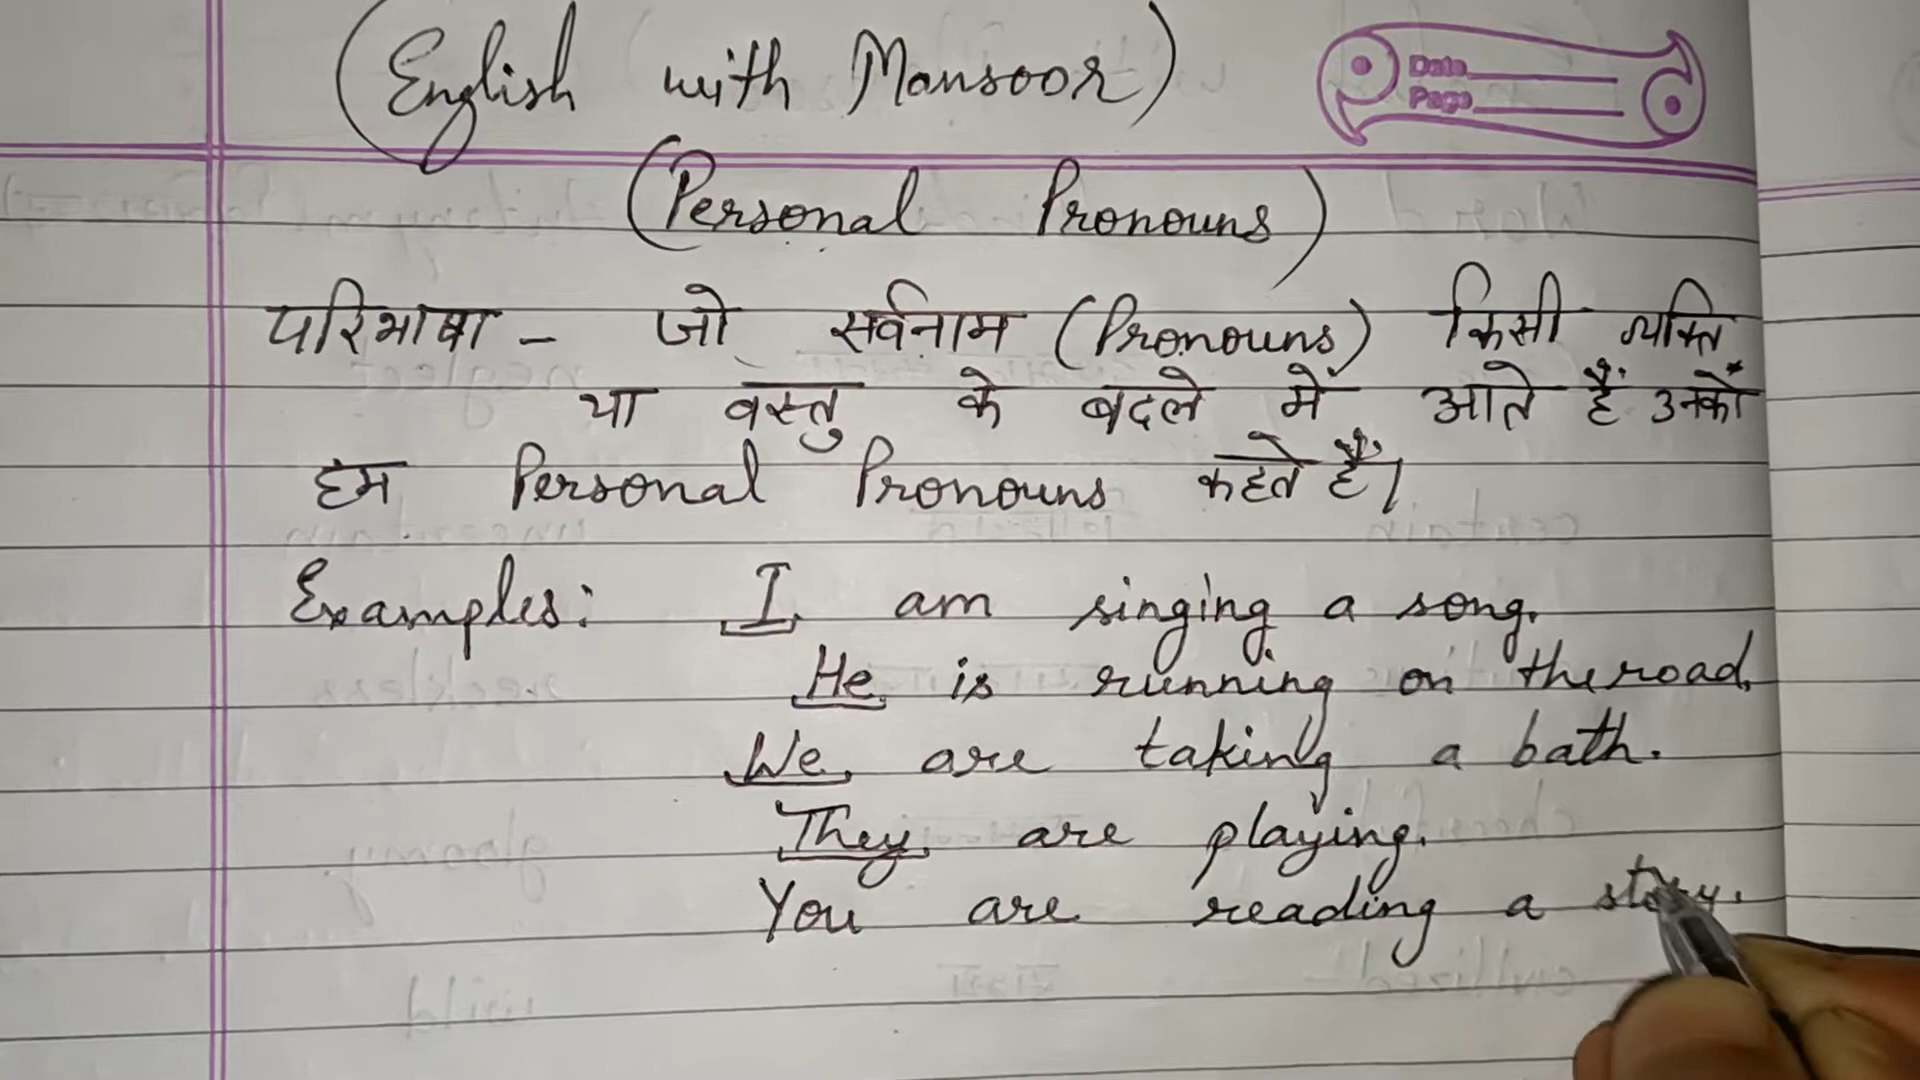 (English with Mansoor)
Date
Page
(Personal Pronouns)
परिभाषा - जो सर्वनाम (Pronouns) किसी व्यक्ति
या वस्तु के बदले में आते हैं उनको
हम Personal Pronouns कहते हैं।
Examples: I am singing a song.
He is running on the road.
We are taking a bath.
They are playing.
You are reading a story.